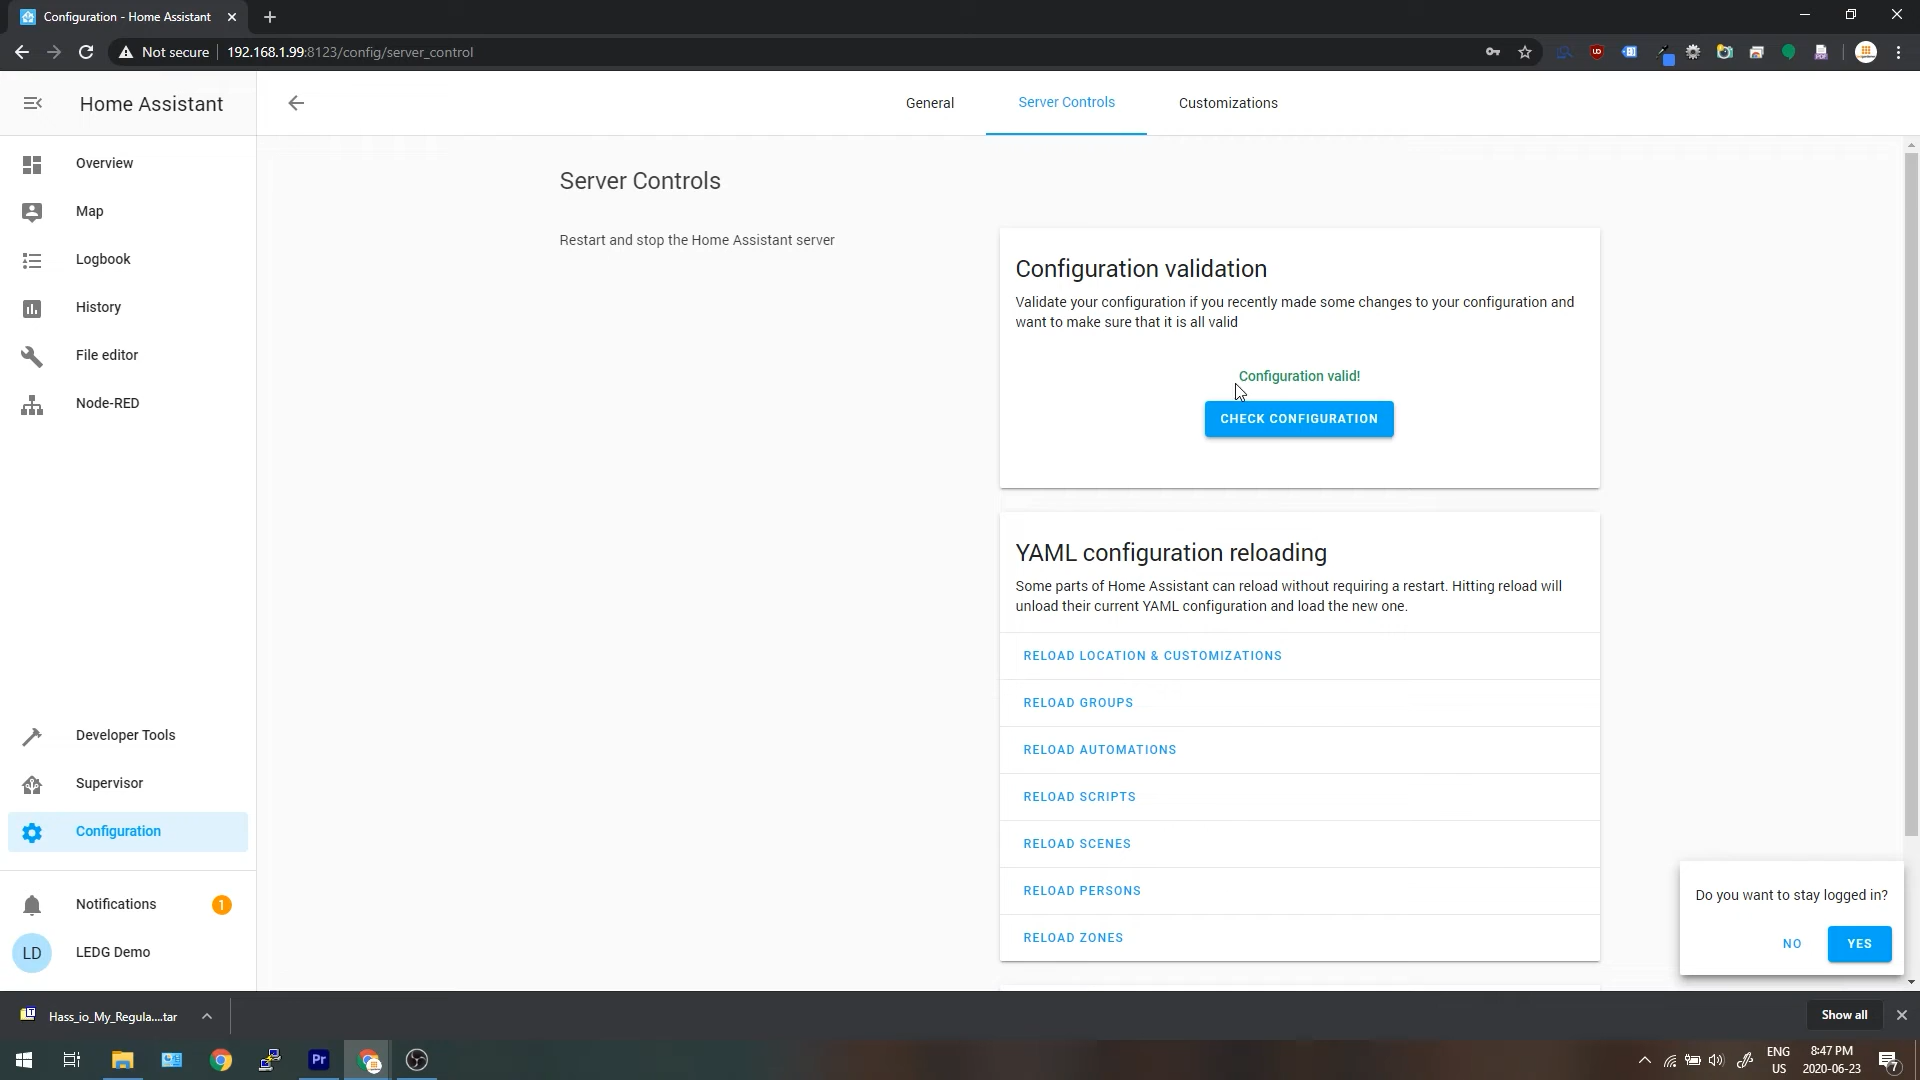 Configuration - Home Assistant
Not secure
192.168.1.99:8123/config/server_control
Home Assistant
General
Server Controls
Customizations
Overview
Map
Logbook
History
File editor
Node-RED
Developer Tools
Supervisor
Configuration
Notifications
1
LD
LEDG Demo
Server Controls
Restart and stop the Home Assistant server
Configuration validation
Validate your configuration if you recently made some changes to your configuration and
want to make sure that it is all valid
Configuration valid!
CHECK CONFIGURATION
YAML configuration reloading
Some parts of Home Assistant can reload without requiring a restart. Hitting reload will
unload their current YAML configuration and load the new one.
RELOAD LOCATION & CUSTOMIZATIONS
RELOAD GROUPS
RELOAD AUTOMATIONS
RELOAD SCRIPTS
RELOAD SCENES
RELOAD PERSONS
RELOAD ZONES
Do you want to stay logged in?
NO
YES
Hass_io_My_Regula....tar
Show all
Pr
ENG
US
8:47 PM
2020-06-23
7